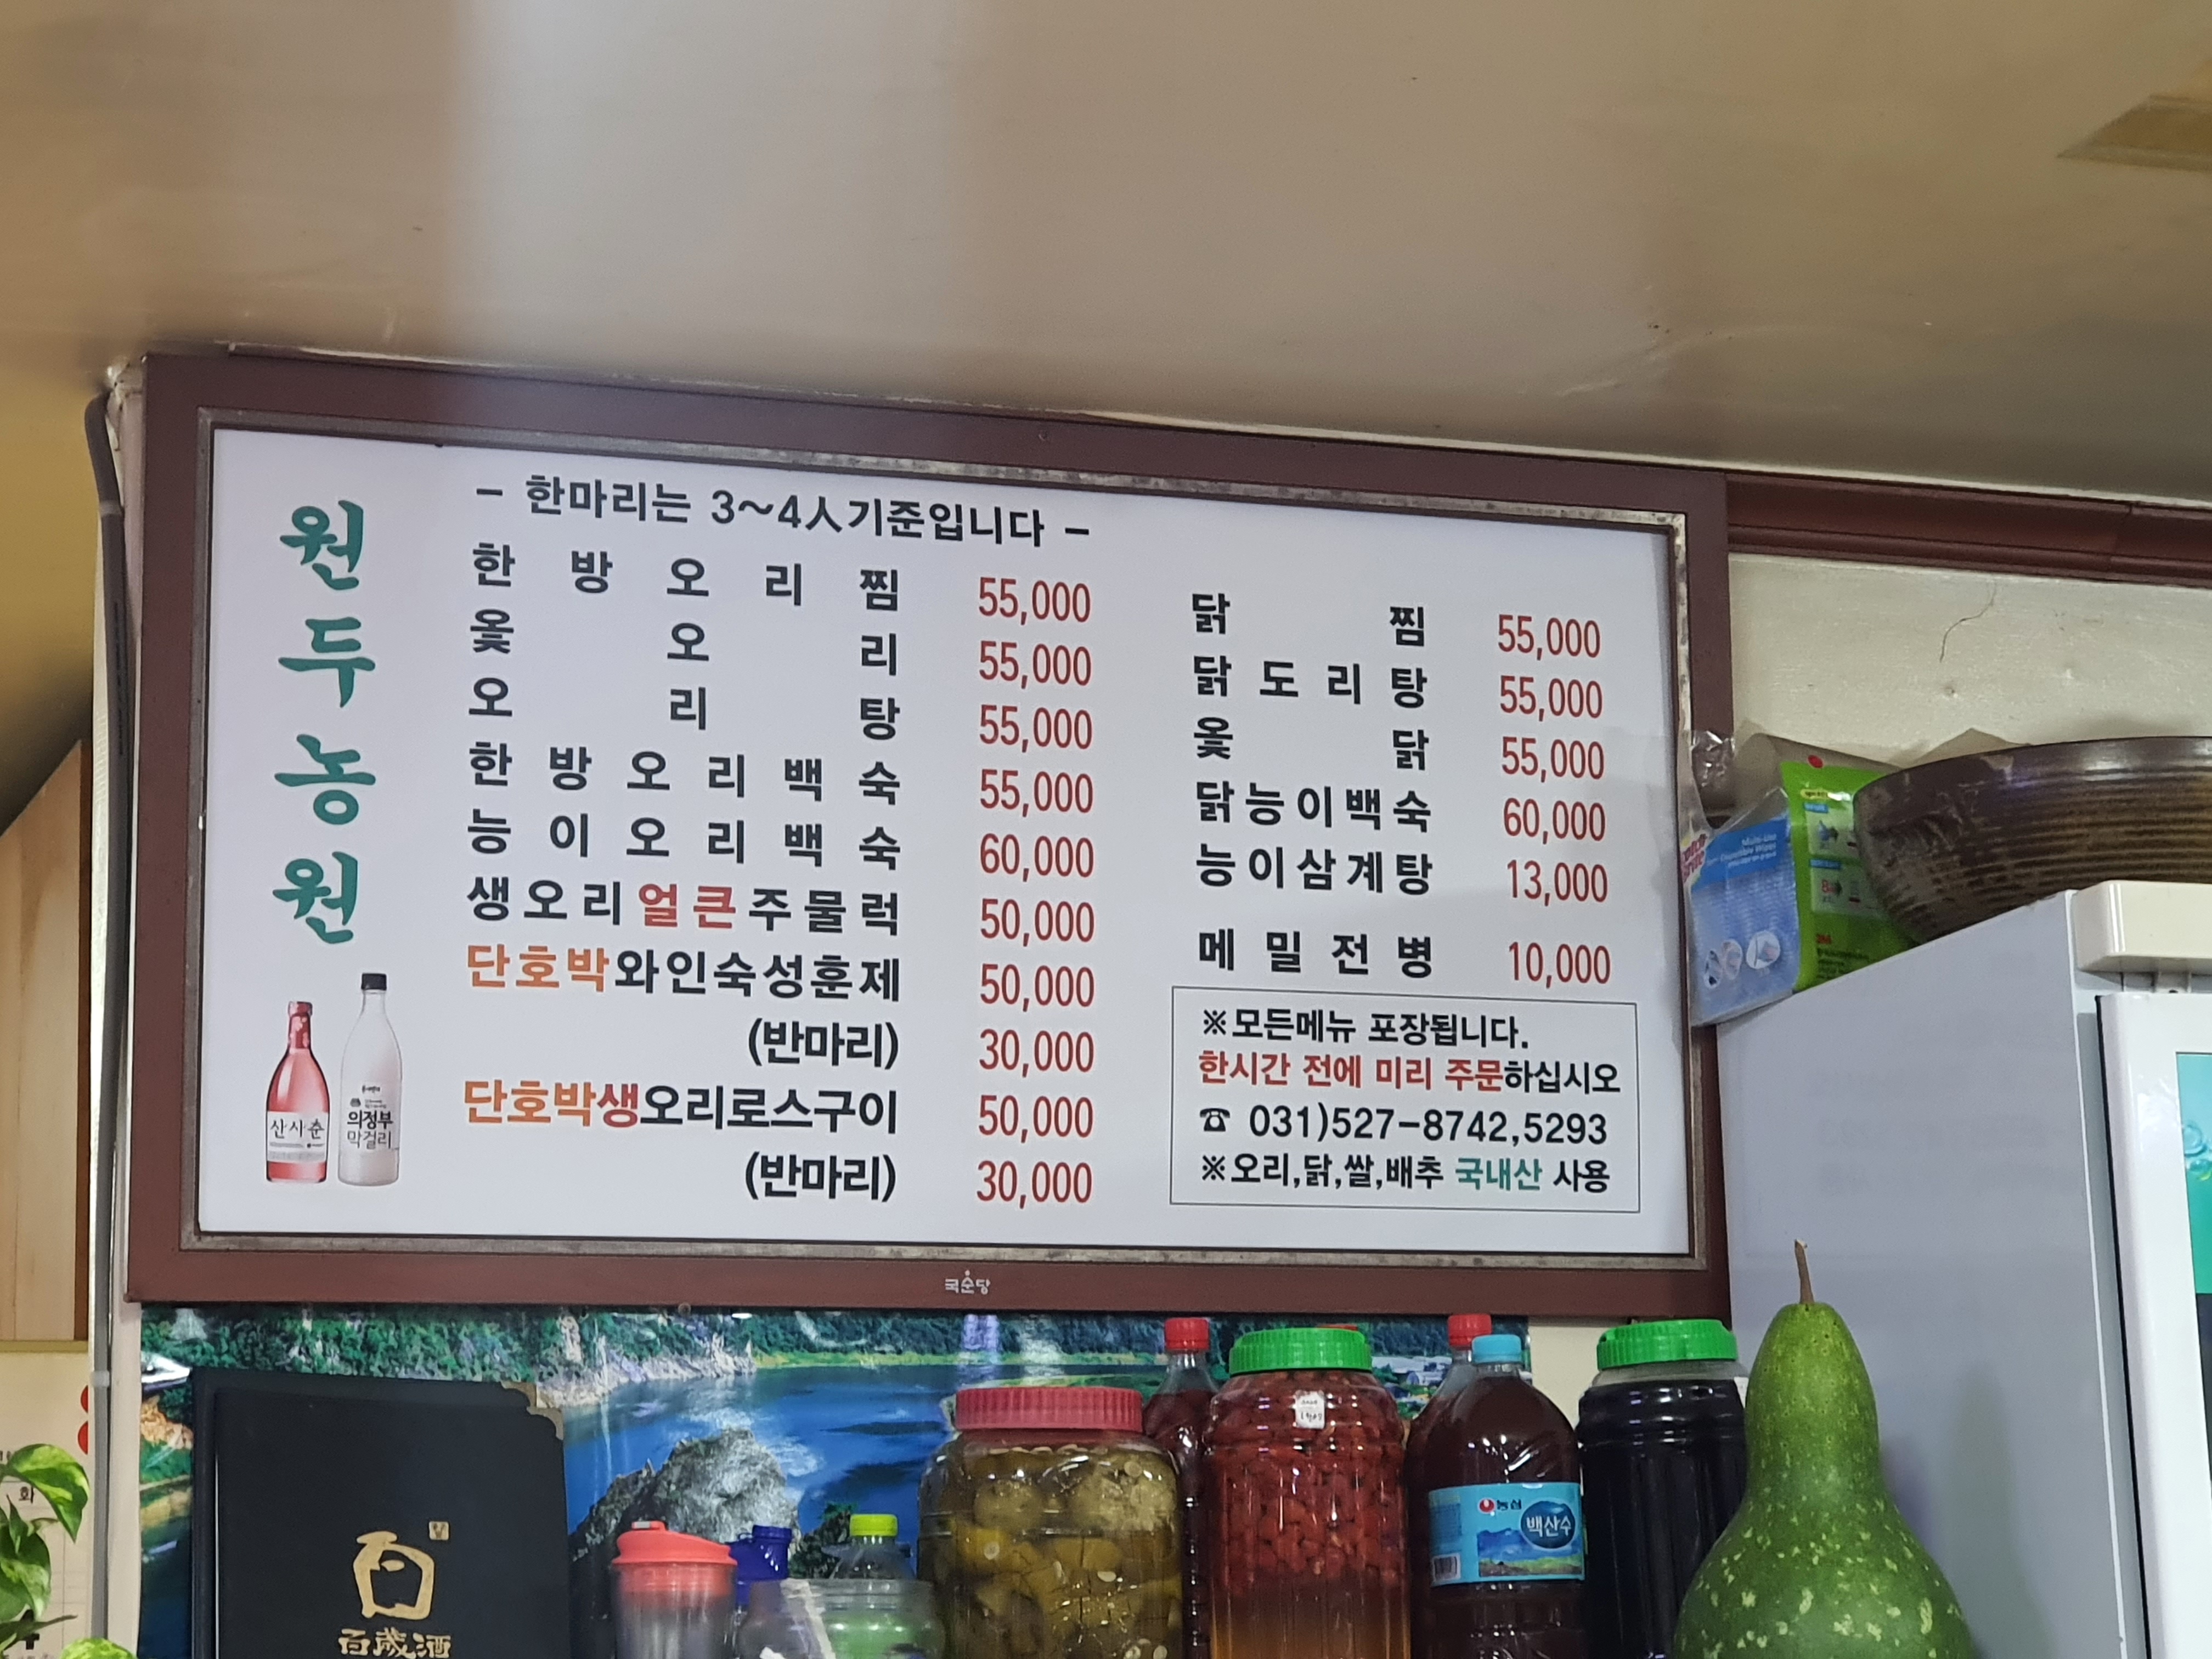 원두농원
- 한마리는 3~4人기준입니다 -
한방오리찜 55,000
옻오리 55,000
오리탕 55,000
한방오리백숙 55,000
능이오리백숙 60,000
생오리얼큰주물럭 50,000
단호박와인숙성훈제 50,000
(반마리) 30,000
단호박생오리로스구이 50,000
(반마리) 30,000
닭찜 55,000
닭도리탕 55,000
옻닭 55,000
닭능이백숙 60,000
능이삼계탕 13,000
메밀전병 10,000
※모든메뉴 포장됩니다.
한시간 전에 미리 주문하십시오
☎ 031)527-8742,5293
※오리,닭,쌀,배추 국내산 사용
산사춘
의정부
막걸리
국순당
Multi-Use
농심
백산수
화
百歲酒